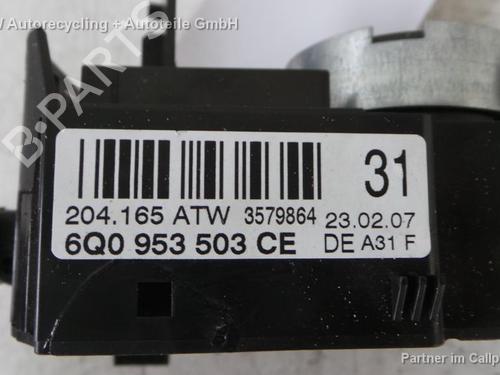 W Autorecycling – Autoteile GmbH
B-PARTS
31
204.165 ATW 3579864 23.02.07
6Q0 953 503 CE DE A31 F
Partner im Callp